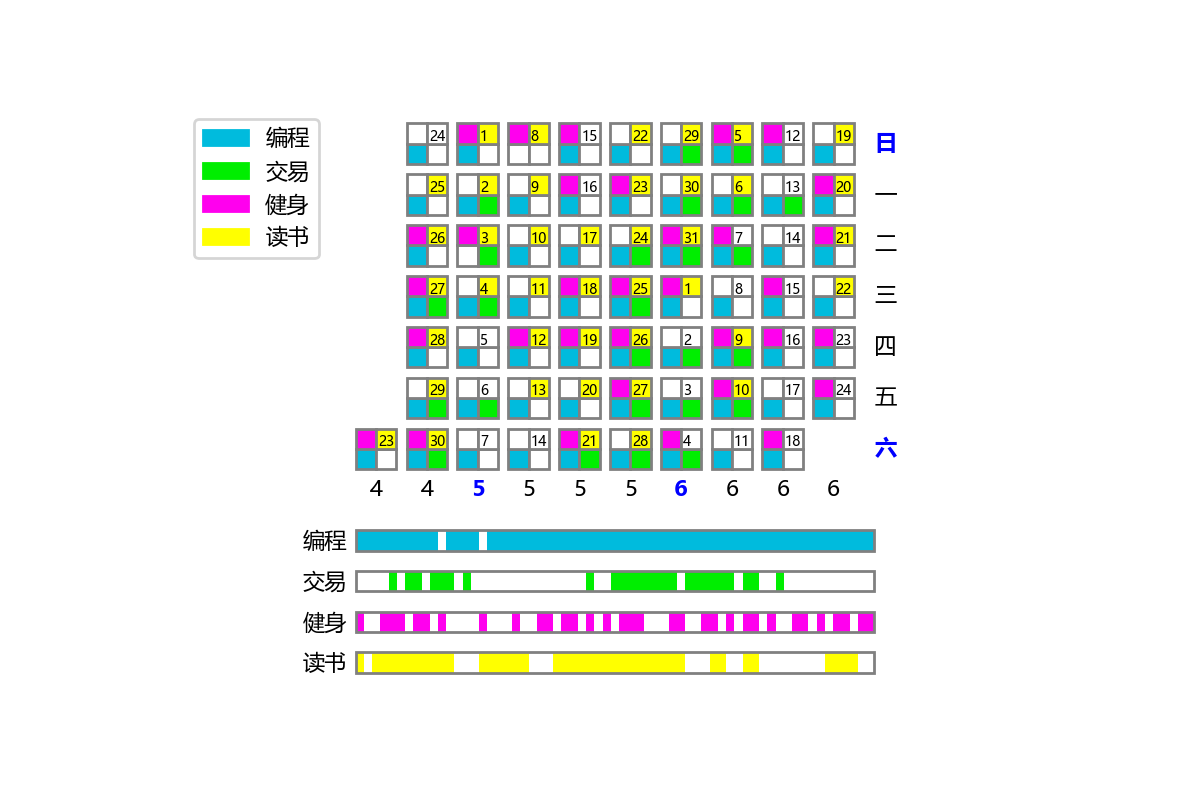 编程
交易
健身
读书
24 1 8 15 22 29 5 12 19 日
25 2 9 16 23 30 6 13 20 一
26 3 10 17 24 31 7 14 21 二
27 4 11 18 25 1 8 15 22 三
28 5 12 19 26 2 9 16 23 四
29 6 13 20 27 3 10 17 24 五
23 30 7 14 21 28 4 11 18 六
4 4 5 5 5 5 6 6 6 6
编程
交易
健身
读书